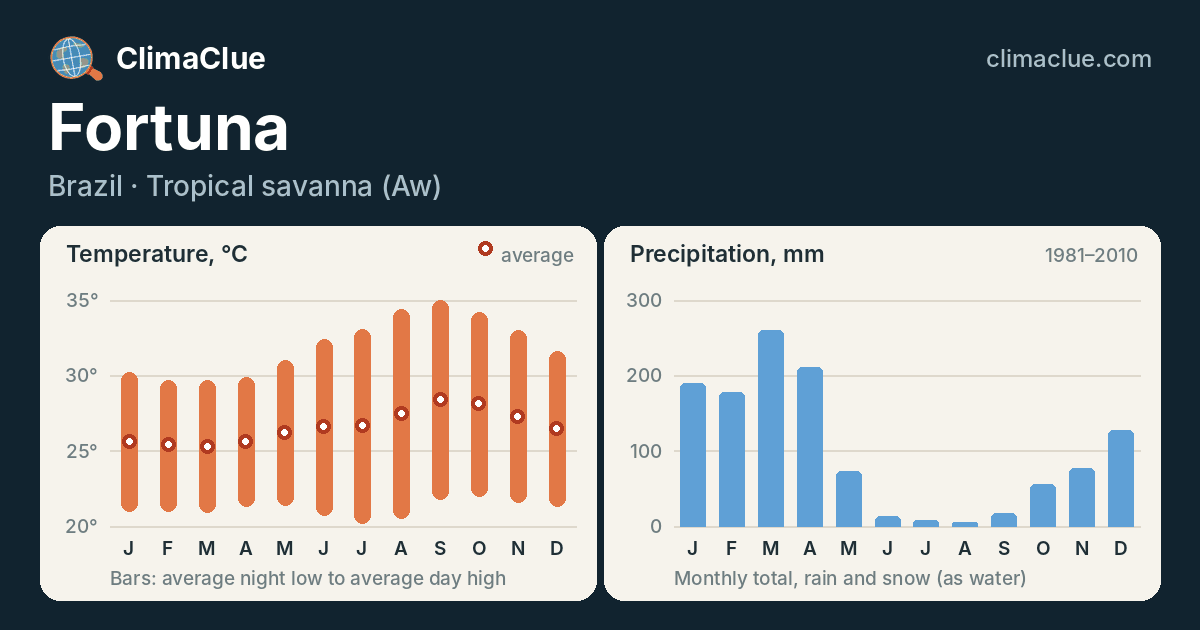 ClimaClue
climaclue.com
Fortuna
Brazil · Tropical savanna (Aw)
Temperature, °C
average
35°
30°
25°
20°
J F M A M J J A S O N D
Bars: average night low to average day high
Precipitation, mm
1981–2010
300
200
100
0
J F M A M J J A S O N D
Monthly total, rain and snow (as water)